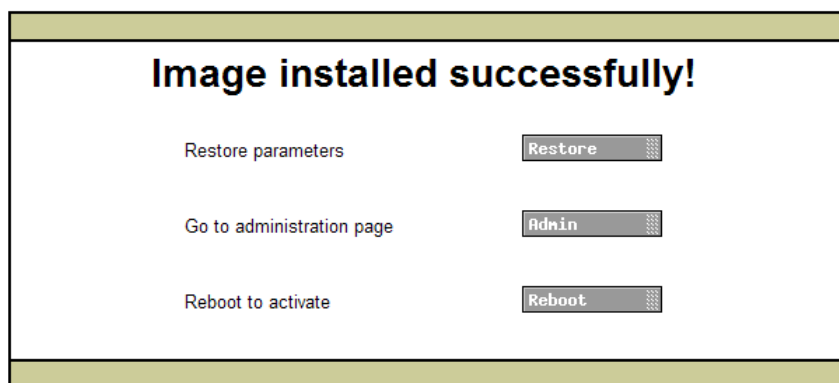 Image installed successfully!
Restore parameters Restore
Go to administration page Admin
Reboot to activate Reboot